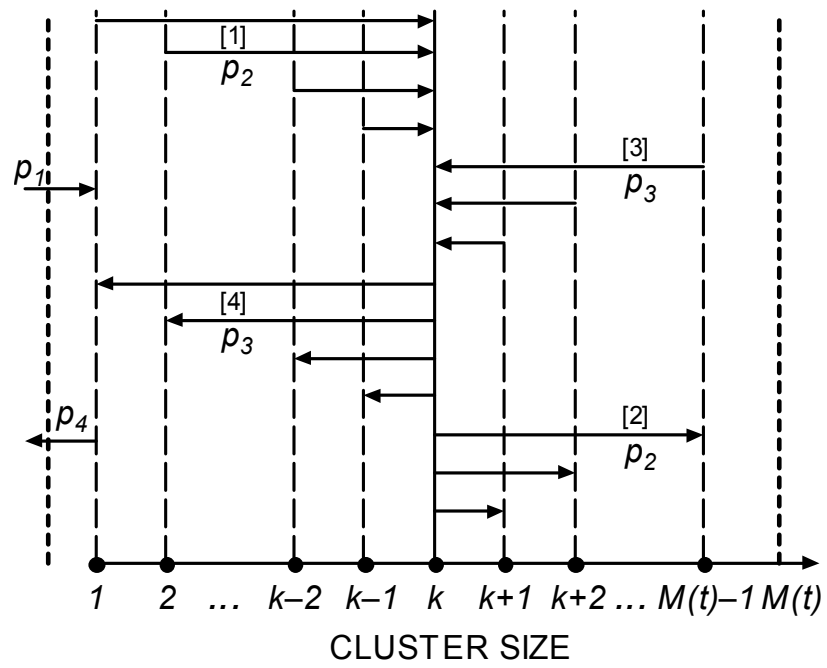 [1]
p2
[3]
p1
p3
[4]
p3
p4
[2]
p2
1 2 ... k–2 k–1 k k+1 k+2 ... M(t)–1 M(t)
CLUSTER SIZE